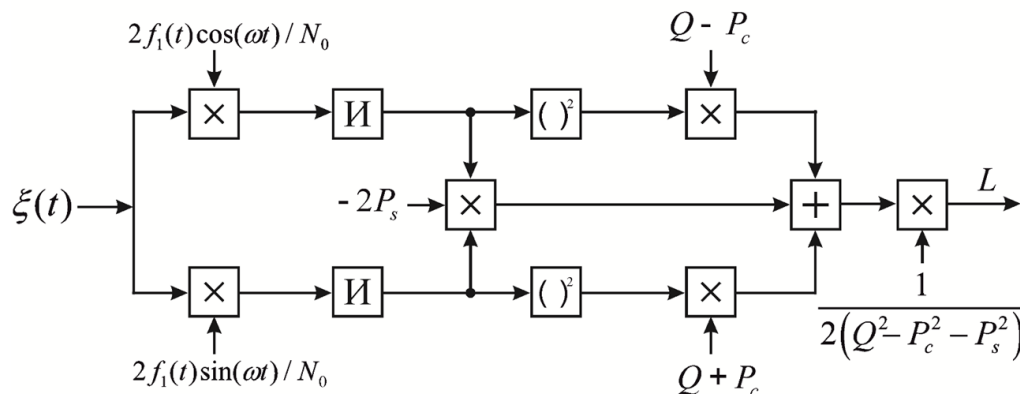 2f₁(t)cos(ωt)/N₀
Q - P_c
× И ( )² ×
ξ(t)
- 2P_s × + × L
× И ( )² ×
1
2(Q² - P_c² - P_s²)
2f₁(t)sin(ωt)/N₀
Q + P_c